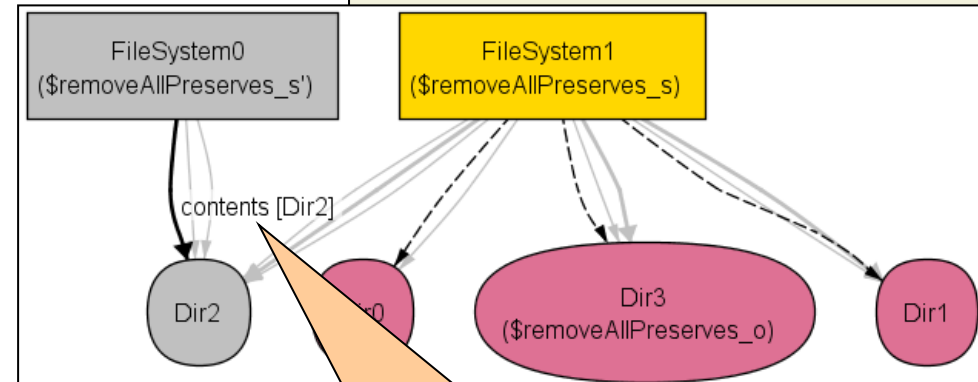 FileSystem0
($removeAllPreserves_s')
FileSystem1
($removeAllPreserves_s)
contents [Dir2]
Dir2
Dir3
($removeAllPreserves_o)
Dir1